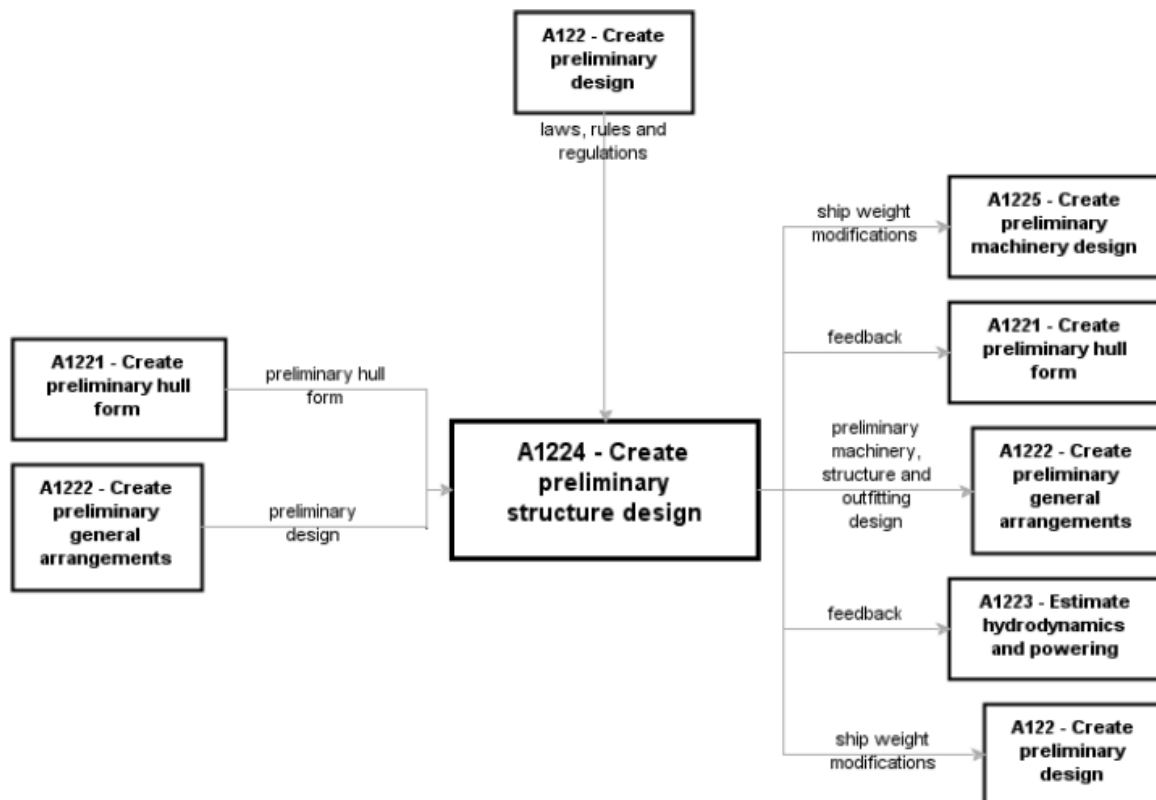 A122 - Create
preliminary
design
laws, rules and
regulations
A1225 - Create
preliminary
machinery design
ship weight
modifications
A1221 - Create
preliminary hull
form
feedback
A1221 - Create
preliminary hull
form
preliminary hull
form
A1224 - Create
preliminary
structure design
preliminary
machinery,
structure and
outfitting
design
A1222 - Create
preliminary
general
arrangements
A1222 - Create
preliminary
general
arrangements
preliminary
design
feedback
A1223 - Estimate
hydrodynamics
and powering
ship weight
modifications
A122 - Create
preliminary
design